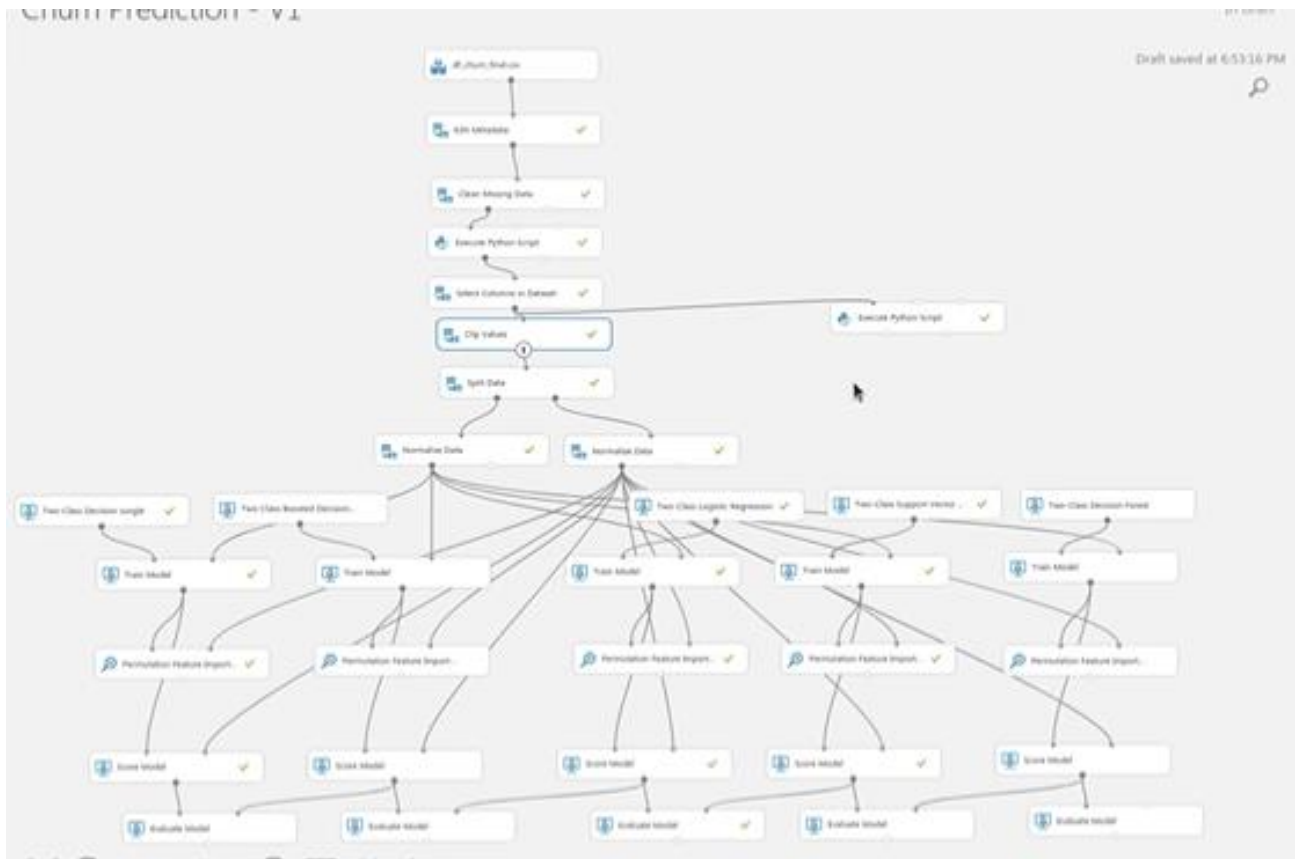 Churn Prediction - V1
Draft saved at 6:53:16 PM
Edit Metadata
Clean Missing Data
Execute Python Script
Select Columns in Dataset
Execute Python Script
Clip Values
Split Data
Normalize Data
Normalize Data
Two-Class Decision Jungle
Two-Class Boosted Decision...
Two-Class Logistic Regression
Two-Class Support Vector ...
Two-Class Decision Forest
Train Model
Train Model
Train Model
Train Model
Train Model
Permutation Feature Import...
Permutation Feature Import...
Permutation Feature Import...
Permutation Feature Import...
Permutation Feature Import...
Score Model
Score Model
Score Model
Score Model
Score Model
Evaluate Model
Evaluate Model
Evaluate Model
Evaluate Model
Evaluate Model